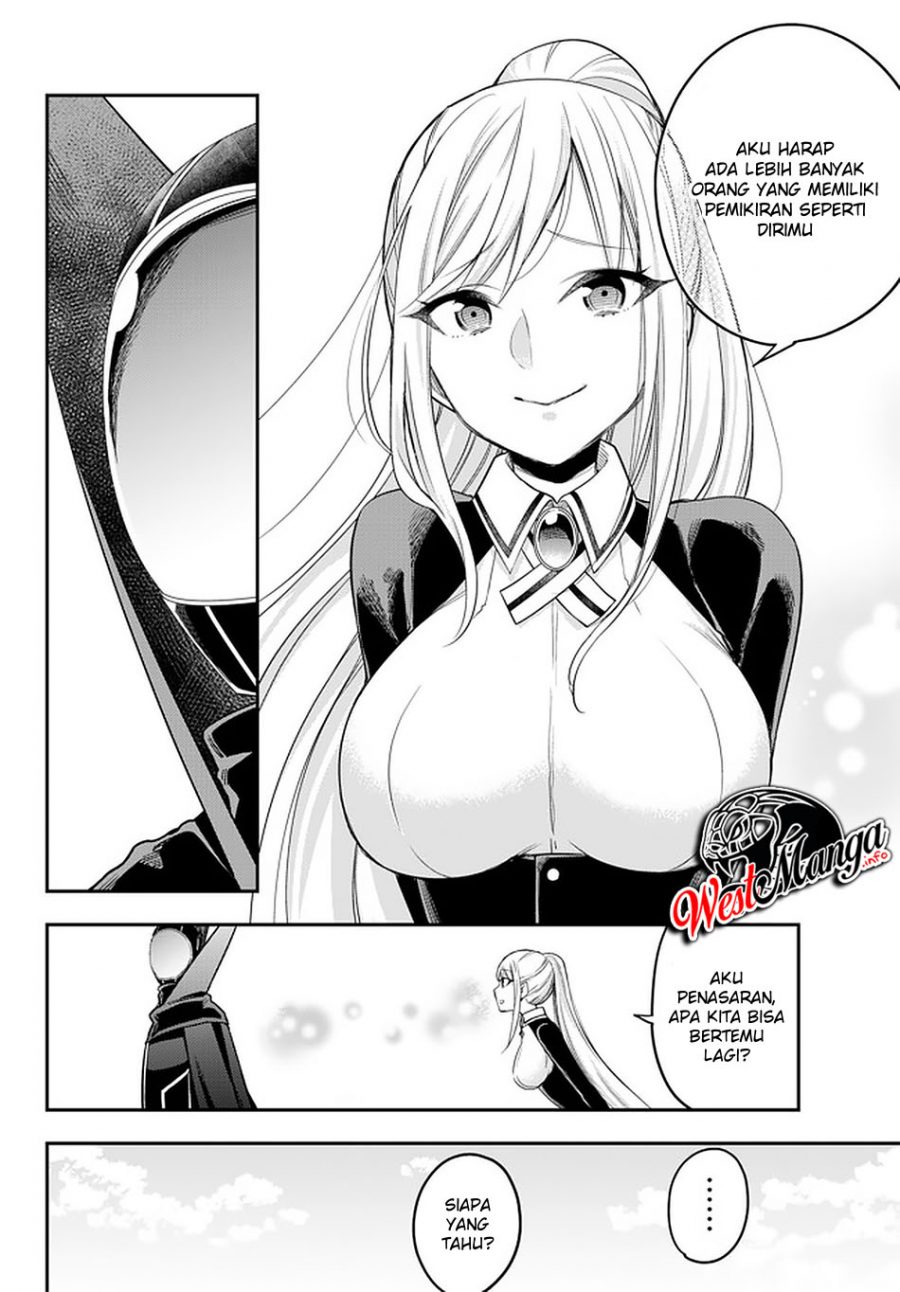 AKU HARAP
ADA LEBIH BANYAK
ORANG YANG MEMILIKI
PEMIKIRAN SEPERTI
DIRIMU
WestManga
.info
AKU
PENASARAN,
APA KITA BISA
BERTEMU
LAGI?
......
SIAPA
YANG
TAHU?